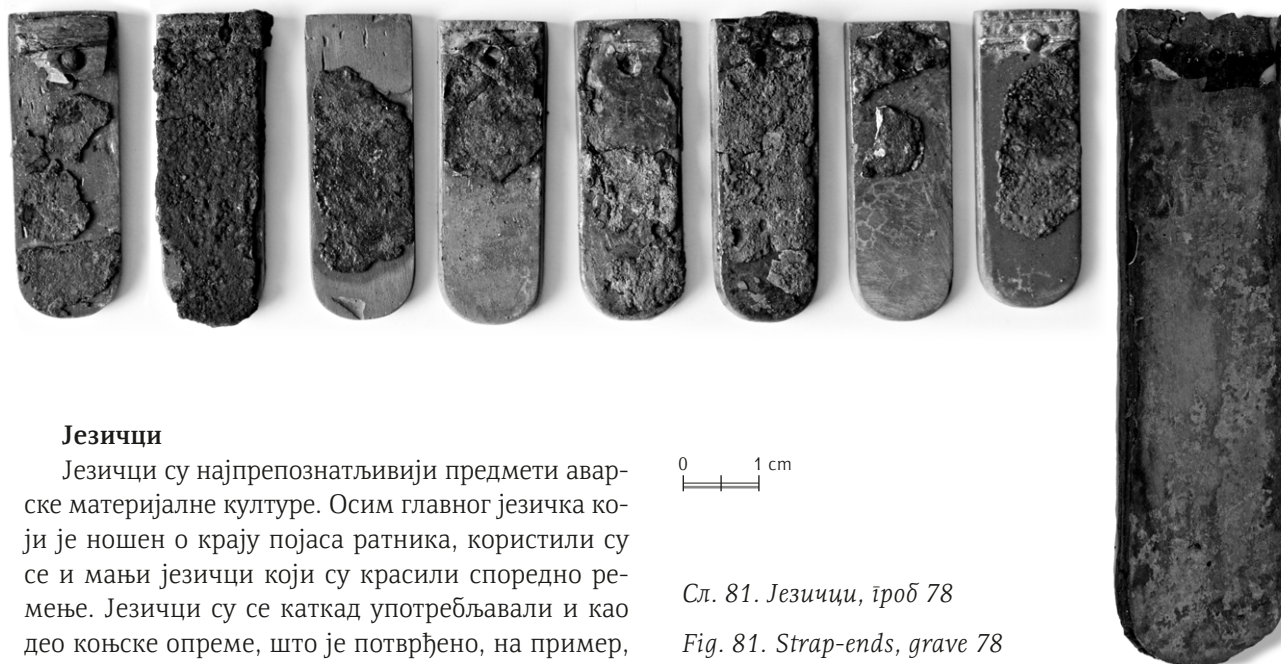 Језичци
Језичци су најпрепознатљивији предмети авар-
ске материјалне културе. Осим главног језичка ко-
ји је ношен о крају појаса ратника, користили су
се и мањи језичци који су красили споредно ре-
мење. Језичци су се каткад употребљавали и као
део коњске опреме, што је потврђено, на пример,
0 1 cm
Сл. 81. Језичци, гроб 78
Fig. 81. Strap-ends, grave 78